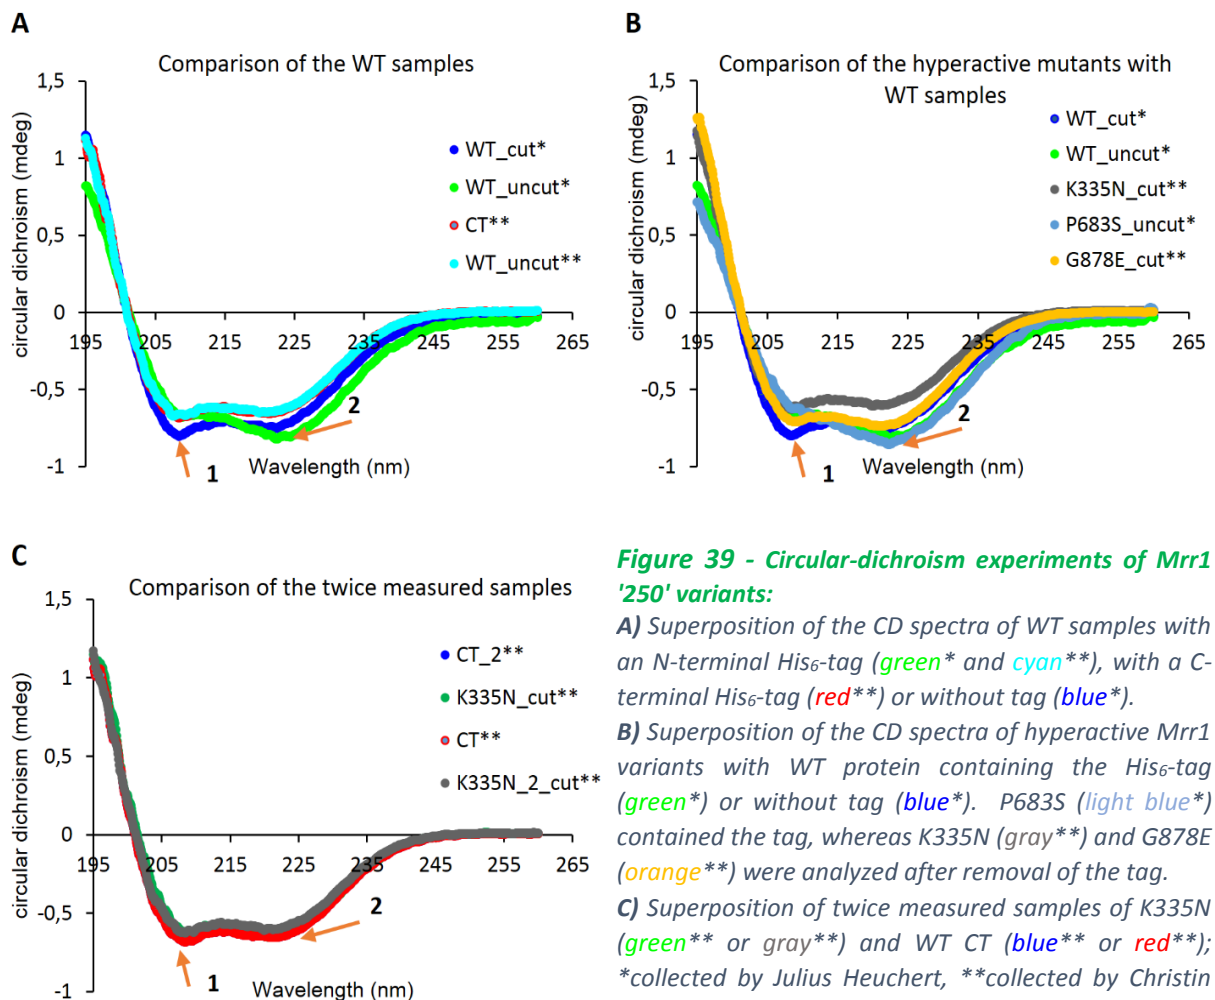 A
Comparison of the WT samples
circular dichroism (mdeg)
1,5
1
0,5
0
-0,5
-1
195 205 215 225 235 245 255 265
WT_cut*
WT_uncut*
CT**
WT_uncut**
2
1
Wavelength (nm)
B
Comparison of the hyperactive mutants with
WT samples
circular dichroism (mdeg)
1,5
1
0,5
0
-0,5
-1
195 205 215 225 235 245 255 265
WT_cut*
WT_uncut*
K335N_cut**
P683S_uncut*
G878E_cut**
2
1
Wavelength (nm)
C
Comparison of the twice measured samples
circular dichroism (mdeg)
1,5
1
0,5
0
-0,5
-1
195 205 215 225 235 245 255 265
CT_2**
K335N_cut**
CT**
K335N_2_cut**
2
1
Wavelength (nm)
Figure 39 - Circular-dichroism experiments of Mrr1
'250' variants:
A) Superposition of the CD spectra of WT samples with
an N-terminal His₆-tag (green* and cyan**), with a C-
terminal His₆-tag (red**) or without tag (blue*).
B) Superposition of the CD spectra of hyperactive Mrr1
variants with WT protein containing the His₆-tag
(green*) or without tag (blue*). P683S (light blue*)
contained the tag, whereas K335N (gray**) and G878E
(orange**) were analyzed after removal of the tag.
C) Superposition of twice measured samples of K335N
(green** or gray**) and WT CT (blue** or red**);
*collected by Julius Heuchert, **collected by Christin